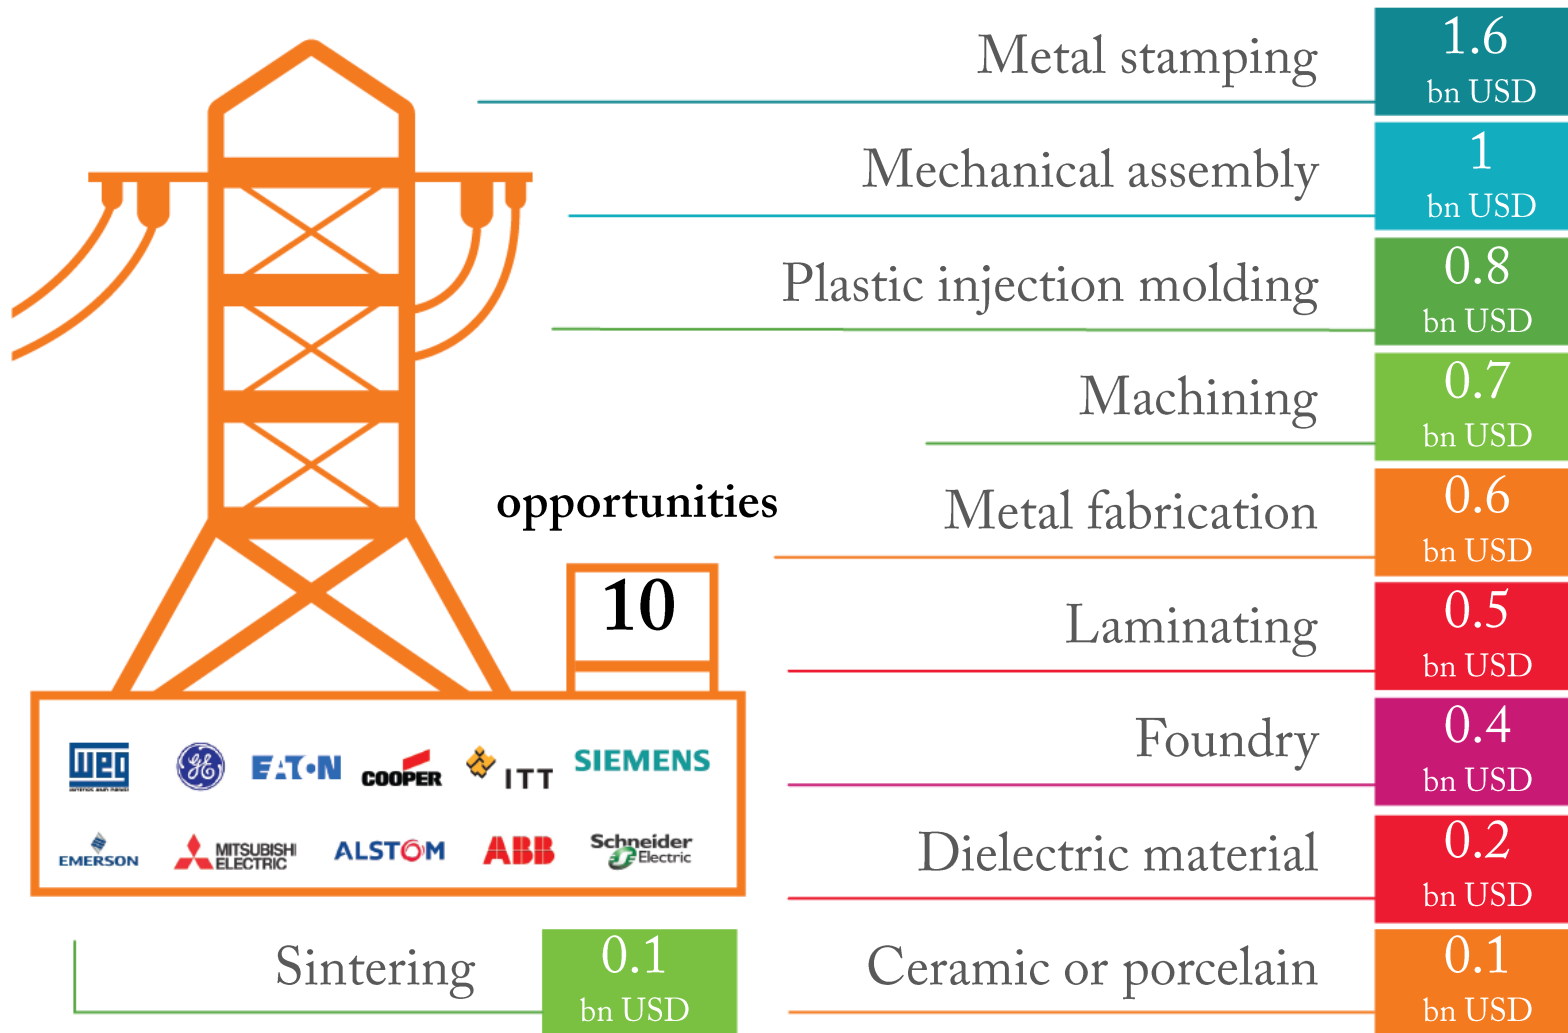 Metal stamping
1.6
bn USD
Mechanical assembly
1
bn USD
Plastic injection molding
0.8
bn USD
Machining
0.7
bn USD
opportunities
10
Metal fabrication
0.6
bn USD
Laminating
0.5
bn USD
Foundry
0.4
bn USD
Dielectric material
0.2
bn USD
Ceramic or porcelain
0.1
bn USD
Sintering
0.1
bn USD
WEG
GE
EATON
COOPER
ITT
SIEMENS
EMERSON
MITSUBISHI
ELECTRIC
ALSTOM
ABB
Schneider
Electric